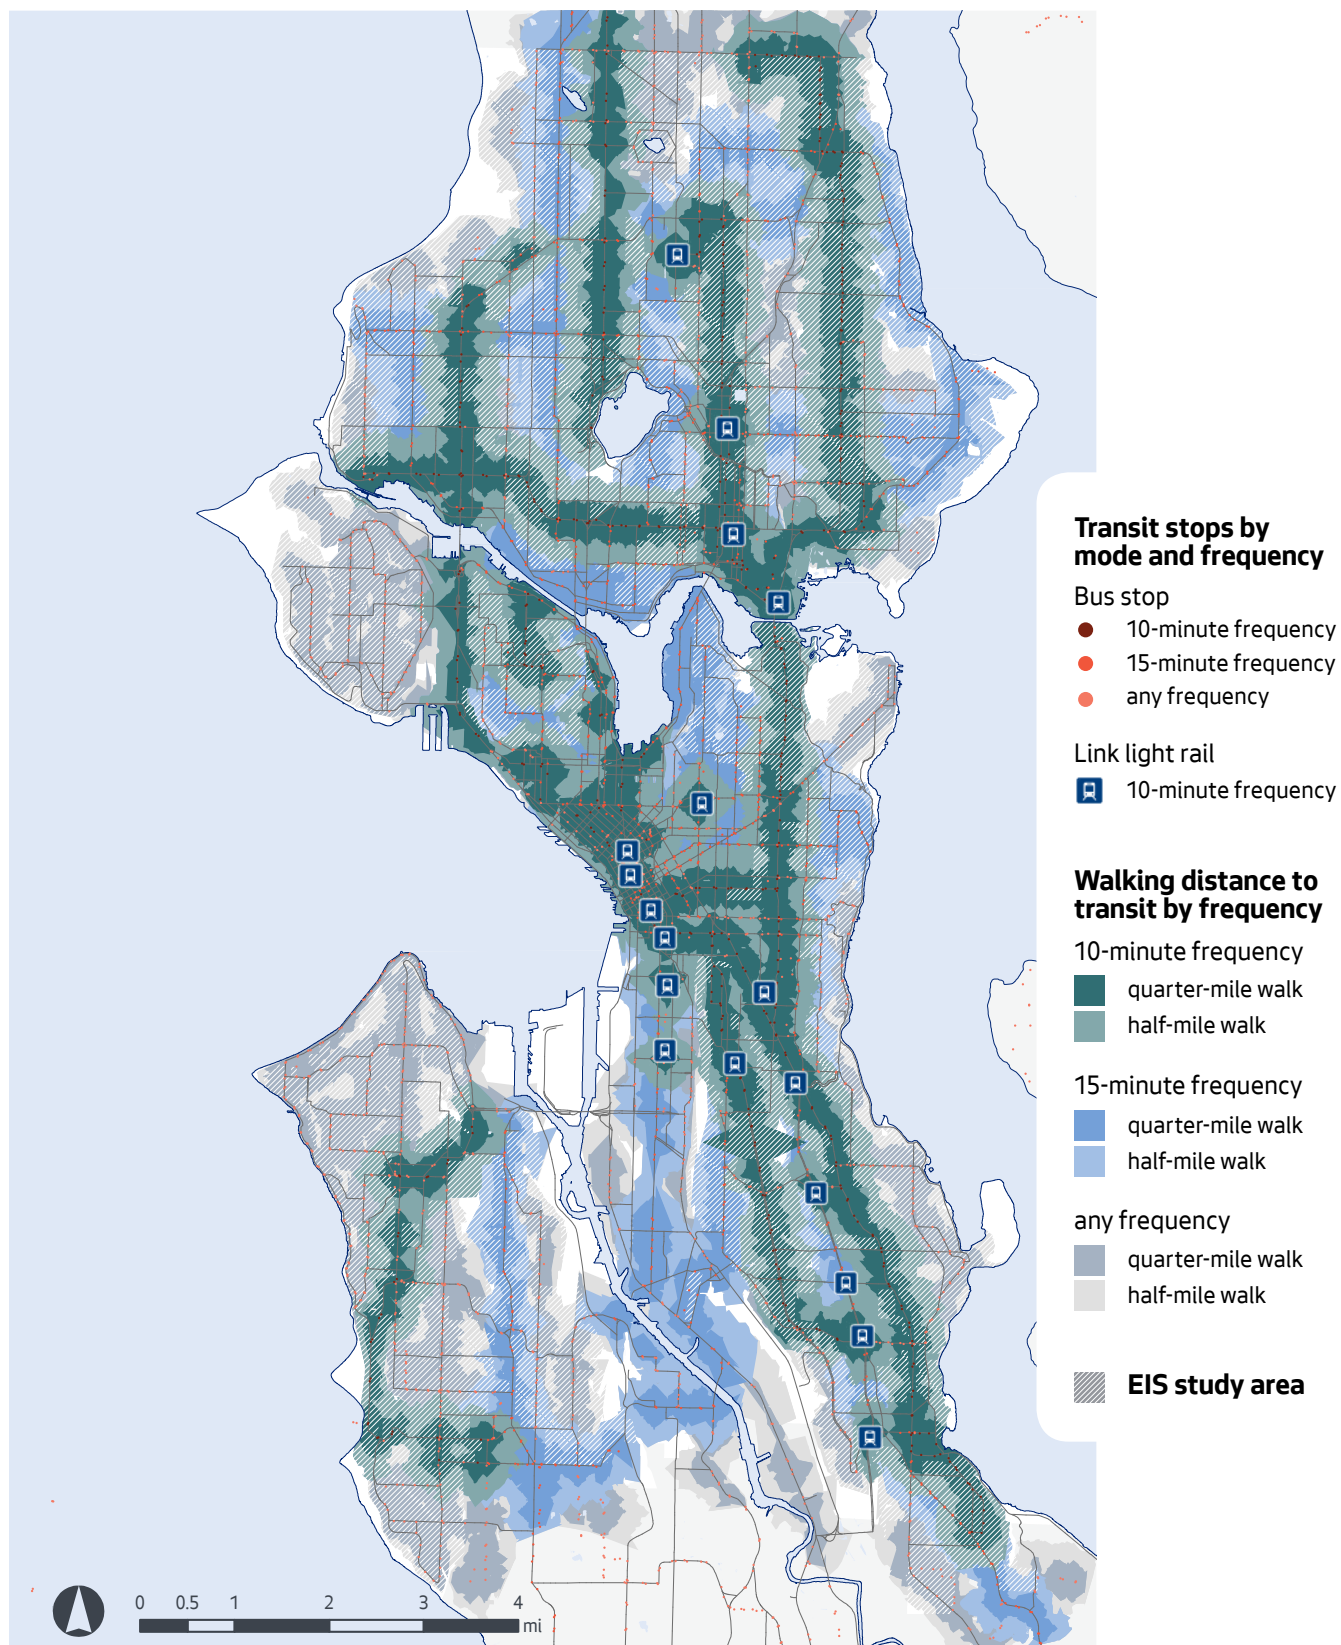 Transit stops by
mode and frequency
Bus stop
10-minute frequency
15-minute frequency
any frequency
Link light rail
10-minute frequency
Walking distance to
transit by frequency
10-minute frequency
quarter-mile walk
half-mile walk
15-minute frequency
quarter-mile walk
half-mile walk
any frequency
quarter-mile walk
half-mile walk
EIS study area
0 0.5 1 2 3 4
mi